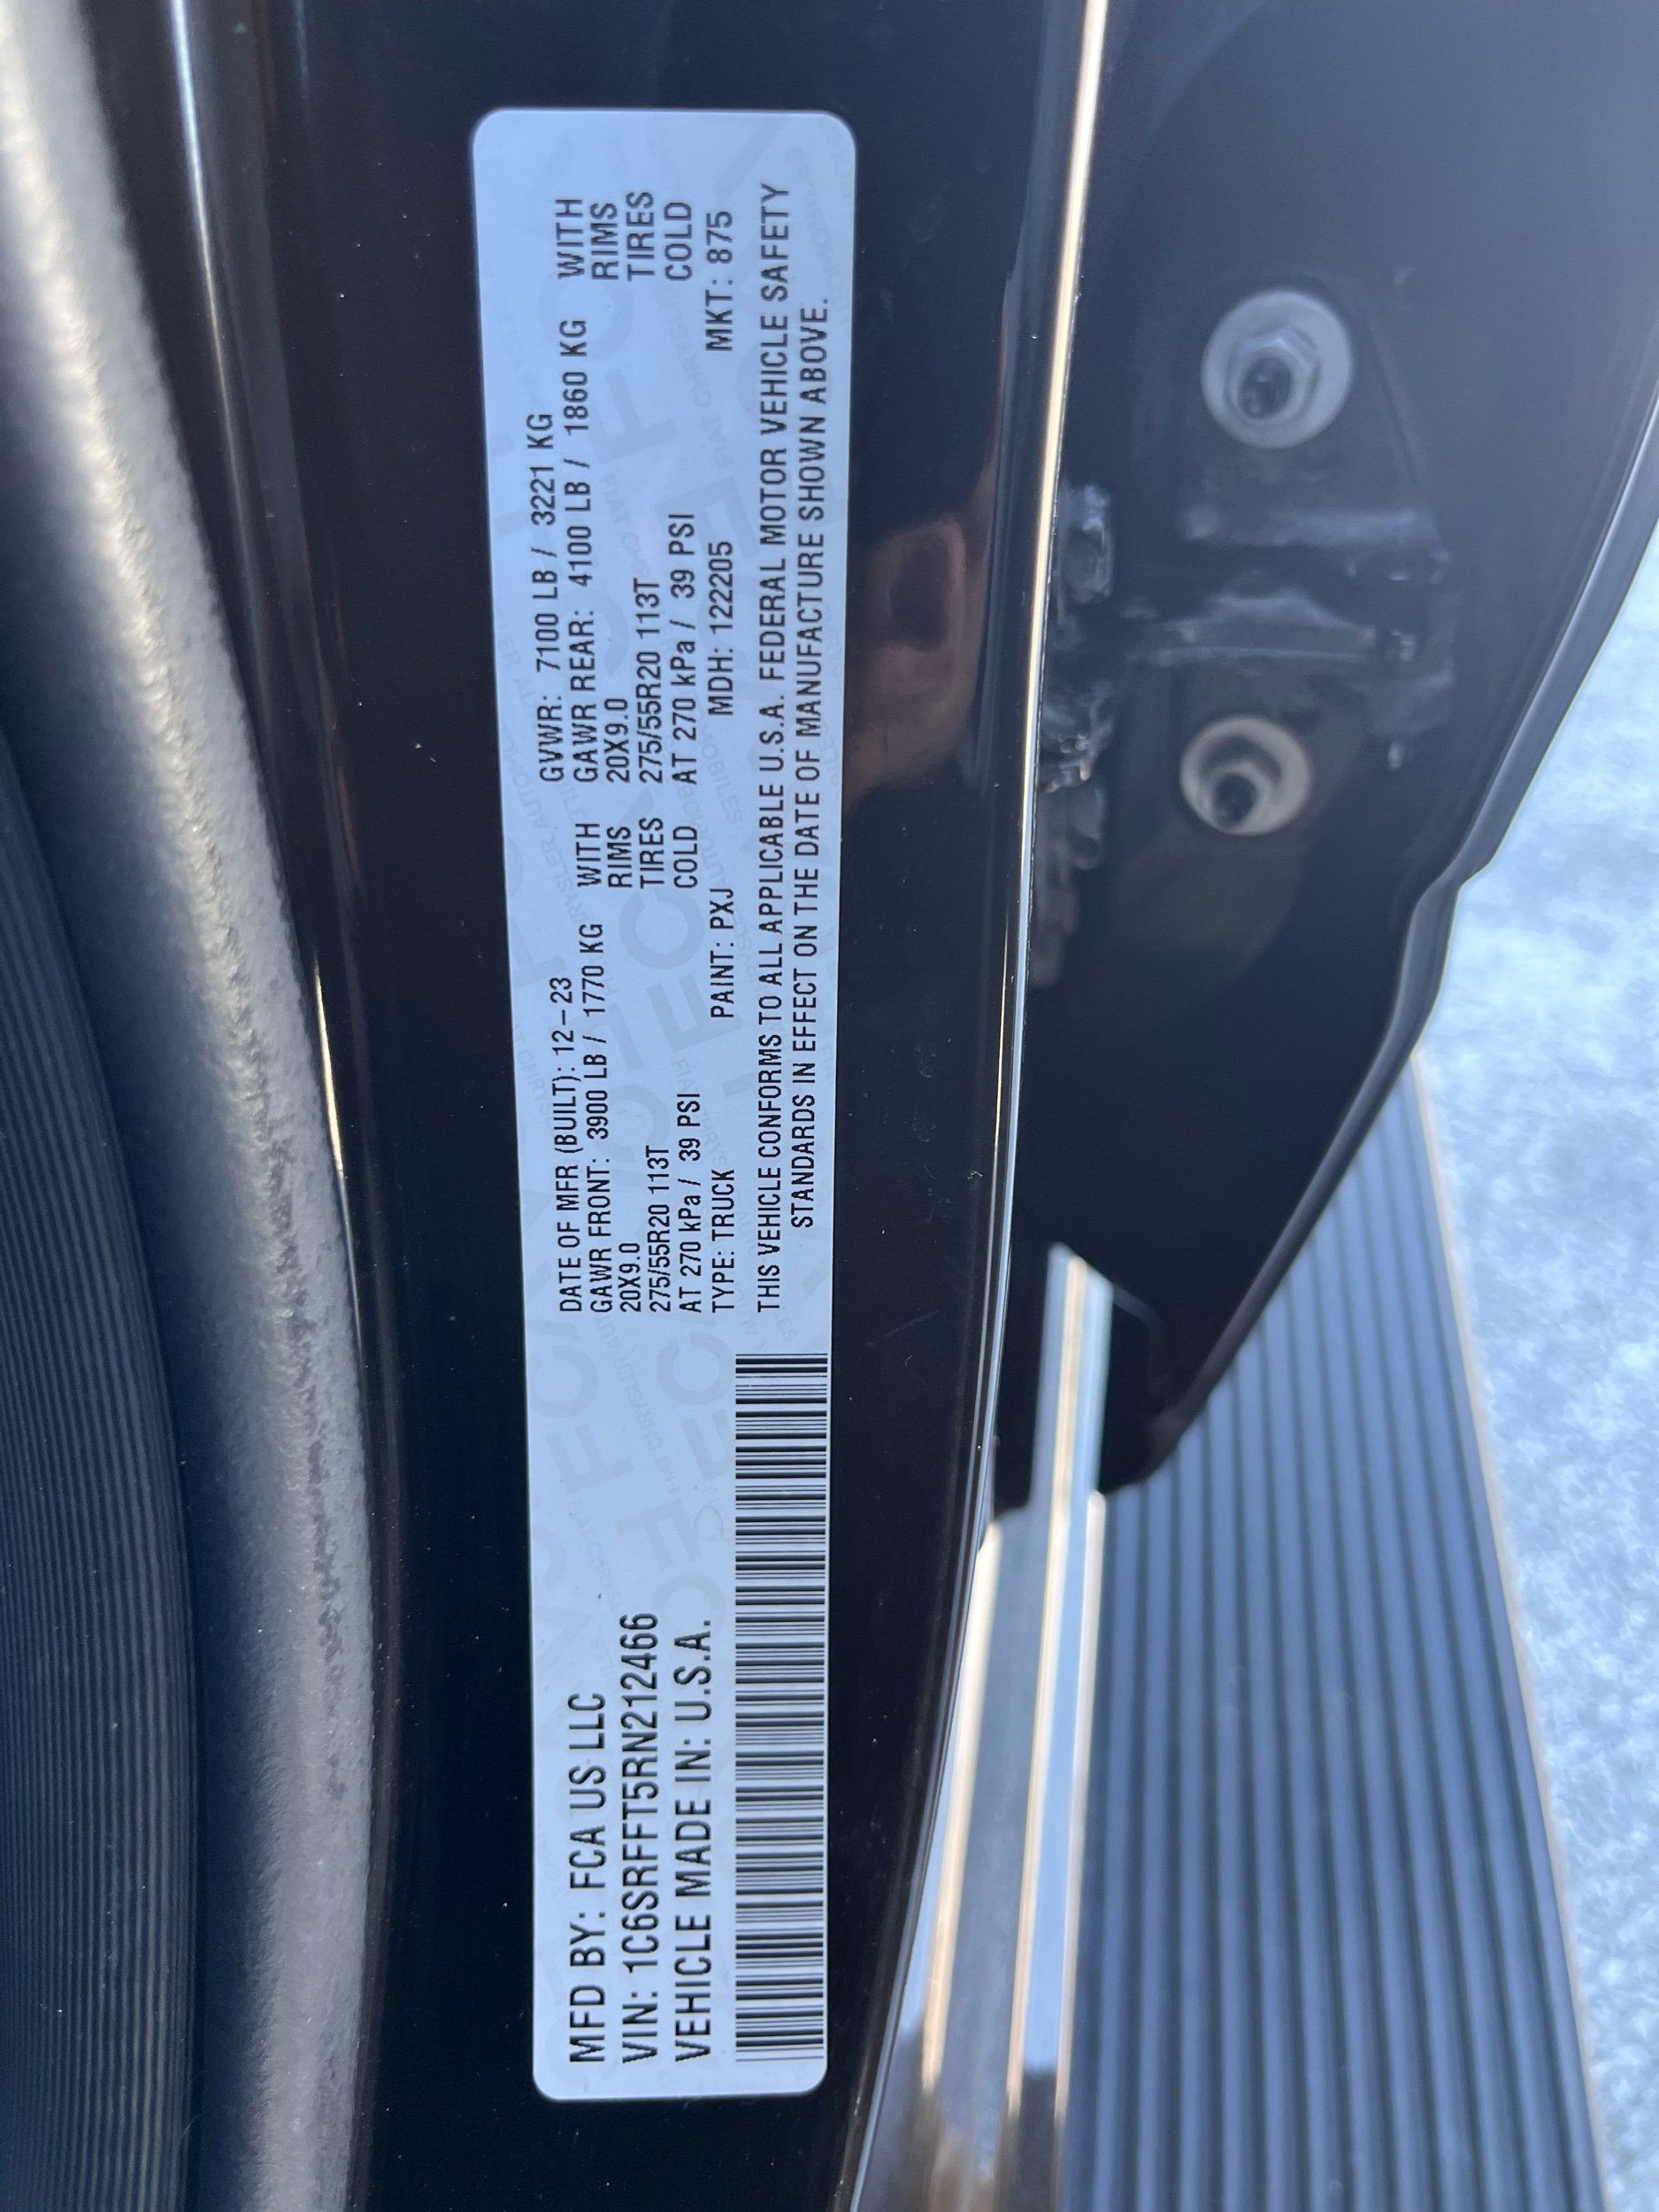 MFD BY: FCA US LLC
VIN: 1C6SRFFT5RN212466
VEHICLE MADE IN: U.S.A.
DATE OF MFR (BUILT): 12-23 GVWR: 7100 LB / 3221 KG
GAWR FRONT: 3900 LB / 1770 KG WITH GAWR REAR: 4100 LB / 1860 KG WITH
20X9.0 RIMS 20X9.0 RIMS
275/55R20 113T TIRES 275/55R20 113T TIRES
AT 270 kPa / 39 PSI COLD AT 270 kPa / 39 PSI COLD
TYPE: TRUCK PAINT: PXJ MDH: 122205 MKT: 875
THIS VEHICLE CONFORMS TO ALL APPLICABLE U.S.A. FEDERAL MOTOR VEHICLE SAFETY
STANDARDS IN EFFECT ON THE DATE OF MANUFACTURE SHOWN ABOVE.